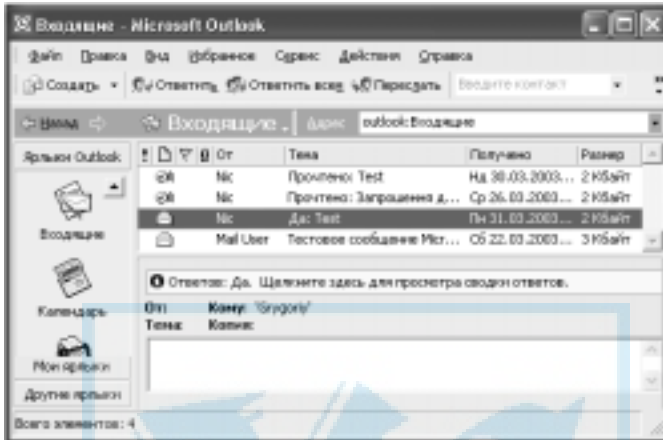 Входящие - Microsoft Outlook
Файл Правка Вид Избранное Сервис Действия Справка
Создать Ответить Ответить всем Переслать Введите контакт
Назад Входящие Адрес outlook:Входящие
Ярлыки Outlook
От Тема Получено Размер
Nic Прочтено: Test Нд 30.03.2003... 2 Кбайт
Nic Прочтено: Запрошення д... Ср 26.03.2003... 2 Кбайт
Nic Да: Test Пн 31.03.2003... 2 Кбайт
Mail User Тестовое сообщение Micr... Сб 22.03.2003... 3 Кбайт
Входящие
Календарь
Мои ярлыки
Другие ярлыки
Ответов: Да. Щелкните здесь для просмотра сводки ответов.
От: Кому: 'Grygoriy'
Тема: Копия:
Всего элементов: 4